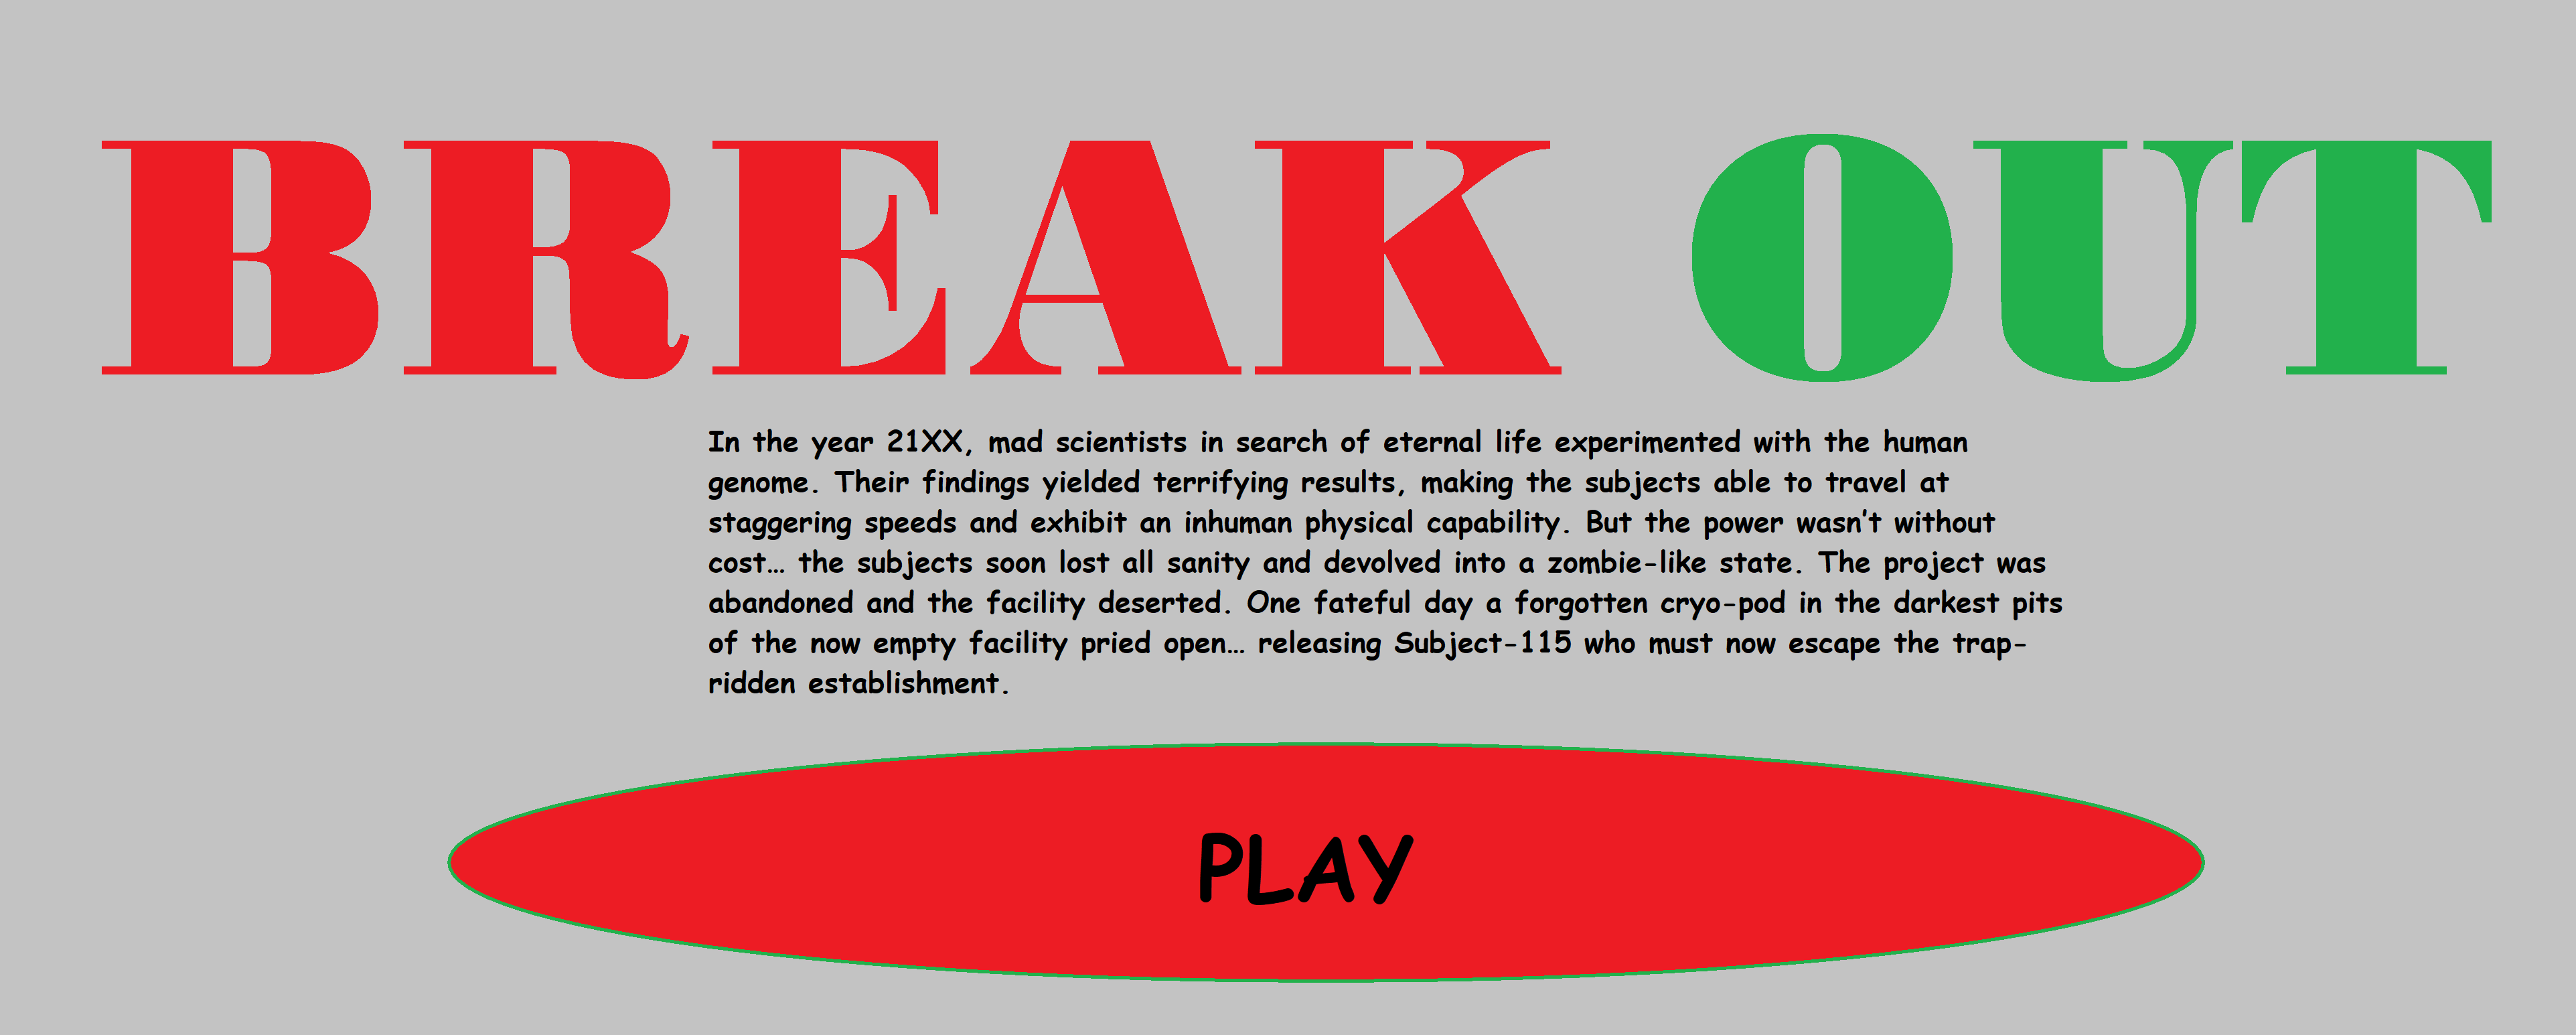 BREAK OUT
In the year 21XX, mad scientists in search of eternal life experimented with the human
genome. Their findings yielded terrifying results, making the subjects able to travel at
staggering speeds and exhibit an inhuman physical capability. But the power wasn't without
cost... the subjects soon lost all sanity and devolved into a zombie-like state. The project was
abandoned and the facility deserted. One fateful day a forgotten cryo-pod in the darkest pits
of the now empty facility pried open... releasing Subject-115 who must now escape the trap-
ridden establishment.
PLAY